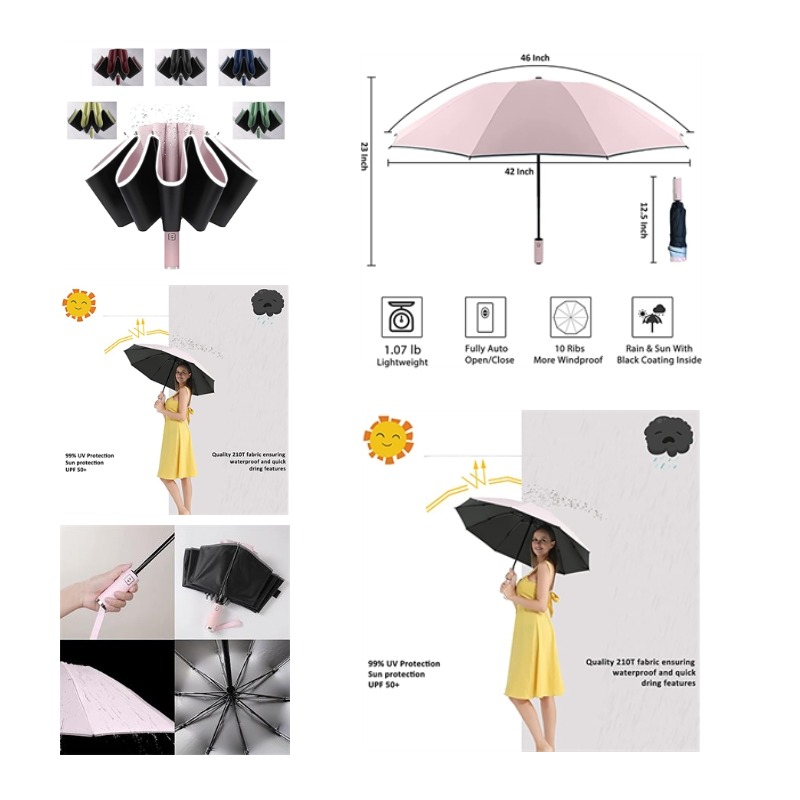 46 Inch
23 Inch
42 Inch
12.5 Inch
1.07 lb
Lightweight
Fully Auto
Open/Close
10 Ribs
More Windproof
Rain & Sun With
Black Coating Inside
99% UV Protection
Sun protection
UPF 50+
Quality 210T fabric ensuring
waterproof and quick
dring features
99% UV Protection
Sun protection
UPF 50+
Quality 210T fabric ensuring
waterproof and quick
dring features